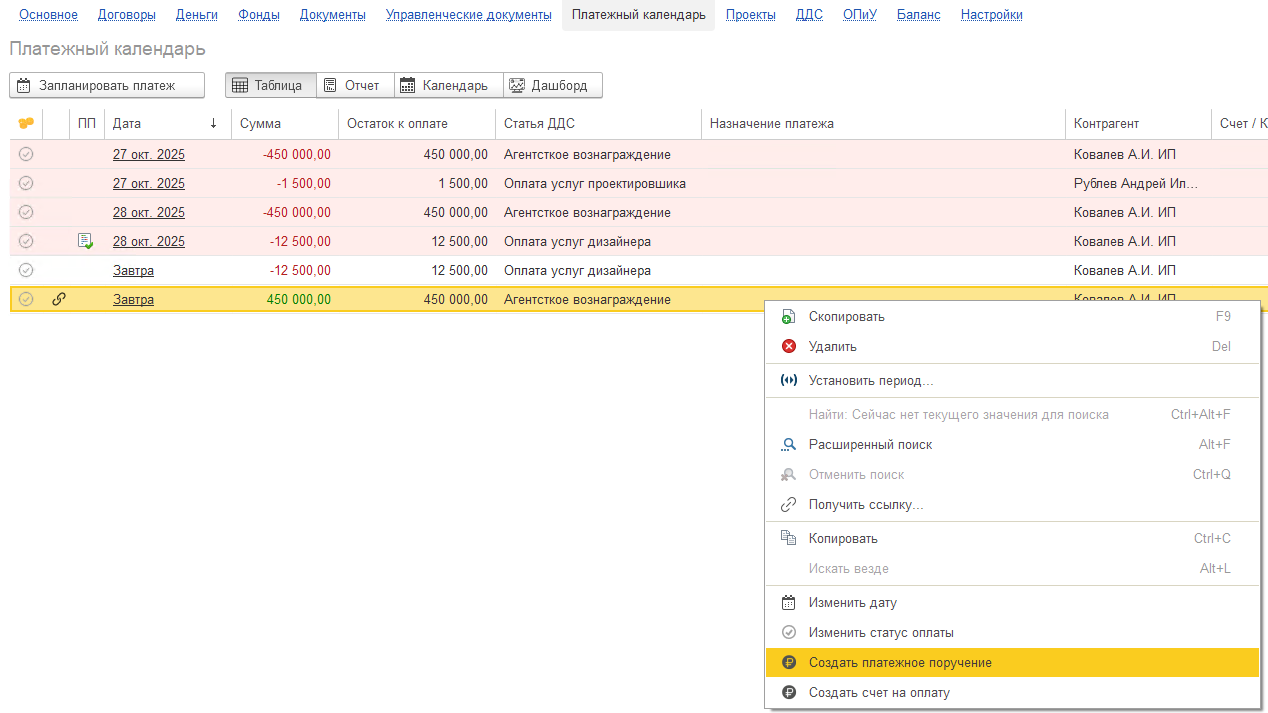 Основное Договоры Деньги Фонды Документы Управленческие документы Платежный календарь Проекты ДДС ОПиУ Баланс Настройки
Платежный календарь
Запланировать платеж Таблица Отчет Календарь Дашборд
ПП Дата ↓ Сумма Остаток к оплате Статья ДДС Назначение платежа Контрагент Счет / К
27 окт. 2025 -450 000,00 450 000,00 Агентсткое вознаграждение Ковалев А.И. ИП
27 окт. 2025 -1 500,00 1 500,00 Оплата услуг проектировшика Рублев Андрей Ил...
28 окт. 2025 -450 000,00 450 000,00 Агентсткое вознаграждение Ковалев А.И. ИП
28 окт. 2025 -12 500,00 12 500,00 Оплата услуг дизайнера Ковалев А.И. ИП
Завтра -12 500,00 12 500,00 Оплата услуг дизайнера Ковалев А.И. ИП
Завтра 450 000,00 450 000,00 Агентсткое вознаграждение Ковалев А.И. ИП
Скопировать F9
Удалить Del
Установить период...
Найти: Сейчас нет текущего значения для поиска Ctrl+Alt+F
Расширенный поиск Alt+F
Отменить поиск Ctrl+Q
Получить ссылку...
Копировать Ctrl+C
Искать везде Alt+L
Изменить дату
Изменить статус оплаты
Создать платежное поручение
Создать счет на оплату